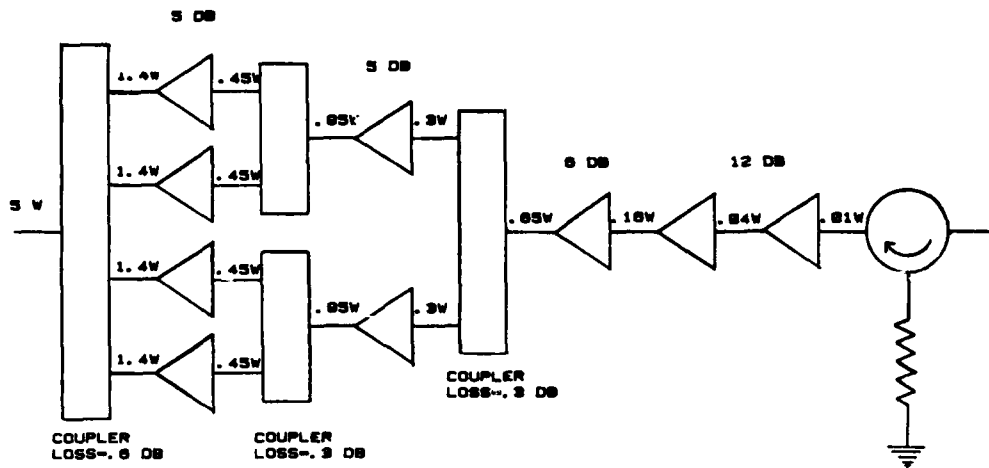 5 DB
5 DB
6 DB
12 DB
1.4W
.45W
1.4W
.45W
1.4W
.45W
1.4W
.45W
.85W
.3W
.85W
.3W
5 W
.65W
.16W
.04W
.01W
COUPLER
LOSS=.6 DB
COUPLER
LOSS=.3 DB
COUPLER
LOSS=.3 DB